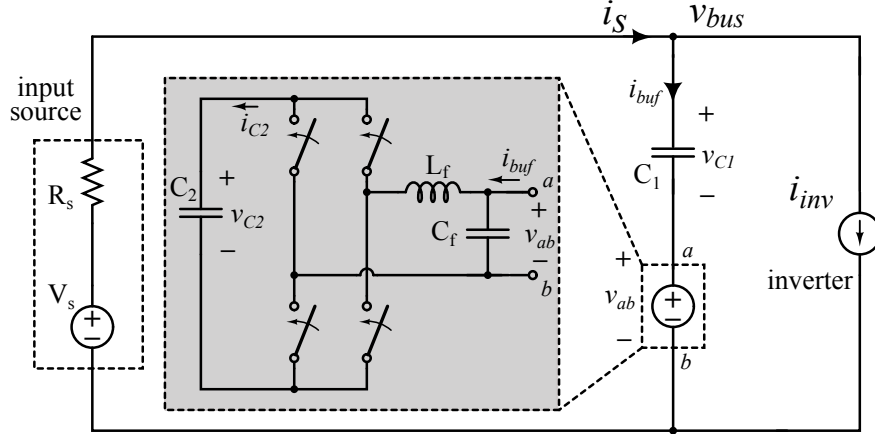 i_S
v_bus
input
source
R_s
V_s
+
−
i_C2
C_2
+
v_C2
−
L_f
i_buf
a
C_f
+
v_ab
−
b
i_buf
+
v_C1
C_1
−
i_inv
inverter
a
+
v_ab
−
+
−
b